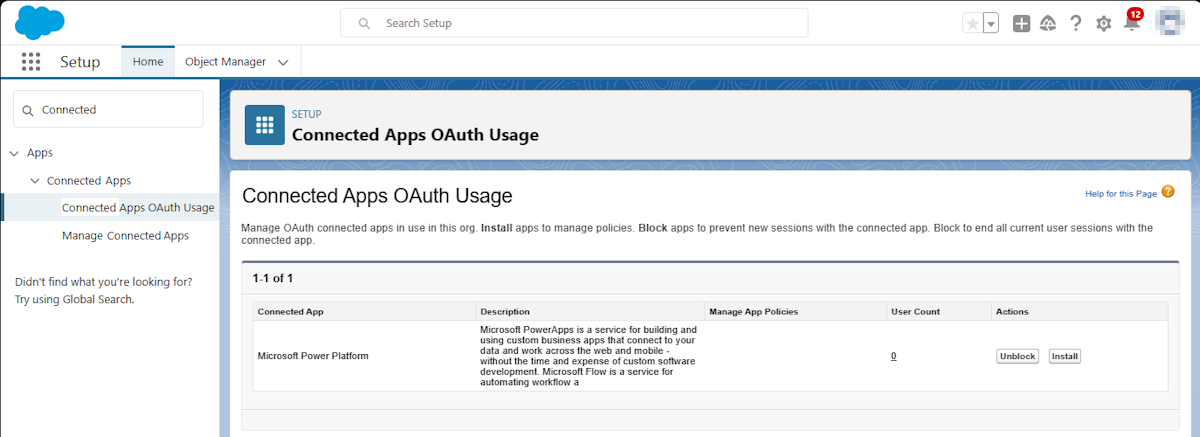 Search Setup
12
Setup
Home
Object Manager
Connected
Apps
Connected Apps
Connected Apps OAuth Usage
Manage Connected Apps
Didn't find what you're looking for?
Try using Global Search.
SETUP
Connected Apps OAuth Usage
Connected Apps OAuth Usage
Help for this Page ?
Manage OAuth connected apps in use in this org. Install apps to manage policies. Block apps to prevent new sessions with the connected app. Block to end all current user sessions with the
connected app.
1-1 of 1
Connected App Description Manage App Policies User Count Actions
Microsoft Power Platform
Microsoft PowerApps is a service for building and
using custom business apps that connect to your
data and work across the web and mobile -
without the time and expense of custom software
development. Microsoft Flow is a service for
automating workflow a
0
Unblock Install